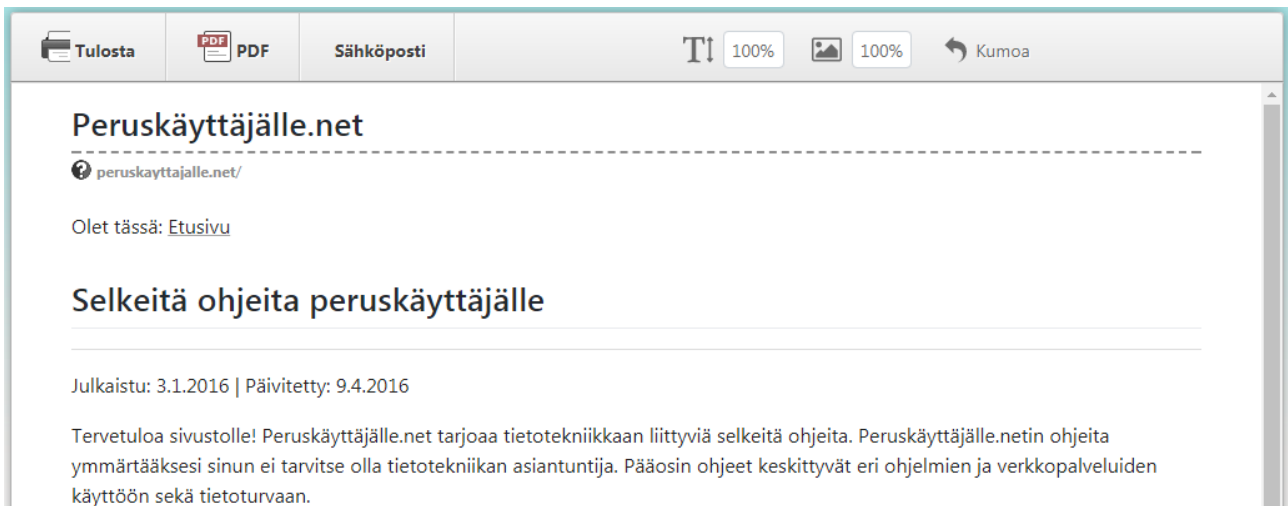 Tulosta PDF PDF Sähköposti 100% 100% Kumoa
Peruskäyttäjälle.net
peruskayttajalle.net/
Olet tässä: Etusivu
Selkeitä ohjeita peruskäyttäjälle
Julkaistu: 3.1.2016 | Päivitetty: 9.4.2016
Tervetuloa sivustolle! Peruskäyttäjälle.net tarjoaa tietotekniikkaan liittyviä selkeitä ohjeita. Peruskäyttäjälle.netin ohjeita
ymmärtääksesi sinun ei tarvitse olla tietotekniikan asiantuntija. Pääosin ohjeet keskittyvät eri ohjelmien ja verkkopalveluiden
käyttöön sekä tietoturvaan.